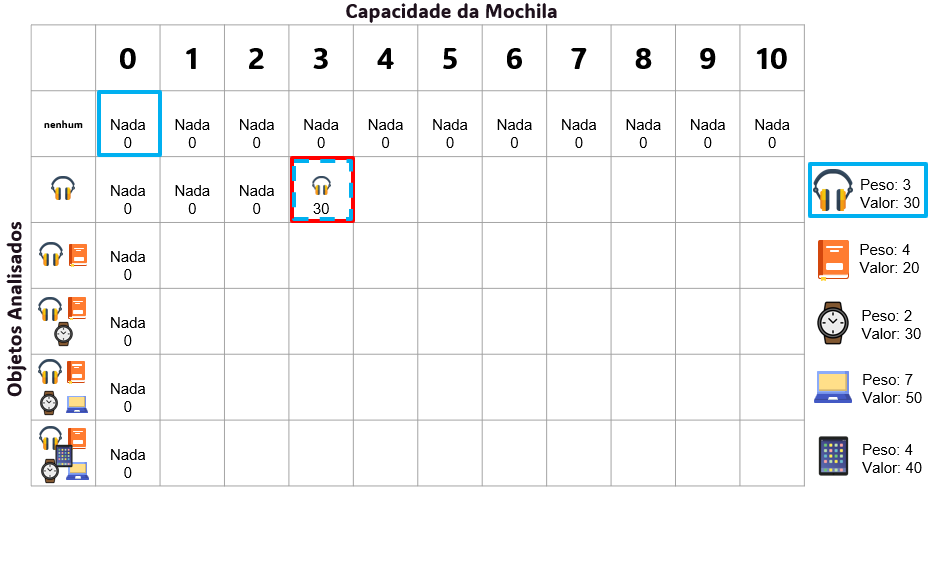 Capacidade da Mochila
0 1 2 3 4 5 6 7 8 9 10
nenhum Nada Nada Nada Nada Nada Nada Nada Nada Nada Nada Nada
0 0 0 0 0 0 0 0 0 0 0
Nada Nada Nada
0 0 0 30
Nada
0
Nada
0
Nada
0
Nada
0
Objetos Analisados
Peso: 3
Valor: 30
Peso: 4
Valor: 20
Peso: 2
Valor: 30
Peso: 7
Valor: 50
Peso: 4
Valor: 40